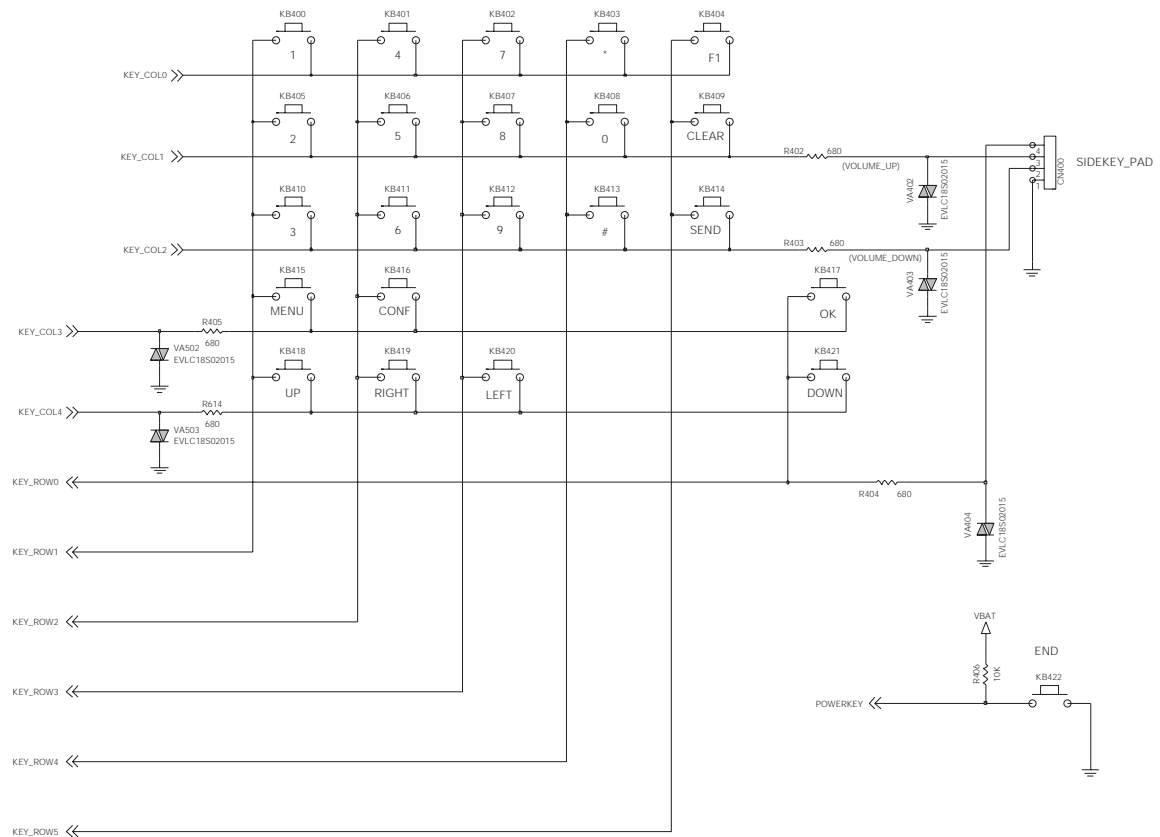 KB400 KB401 KB402 KB403 KB404
1 4 7 * F1
KEY_COL0
KB405 KB406 KB407 KB408 KB409
2 5 8 0 CLEAR
KEY_COL1
R402 680
(VOLUME_UP)
VA402
EVLC18S02015
4
3
2
1
CN400
SIDEKEY_PAD
KB410 KB411 KB412 KB413 KB414
3 6 9 # SEND
KEY_COL2
R403 680
(VOLUME_DOWN)
VA403
EVLC18S02015
KB415 KB416 KB417
MENU CONF OK
KEY_COL3
R405
680
VA502
EVLC18S02015
KB418 KB419 KB420 KB421
UP RIGHT LEFT DOWN
KEY_COL4
R614
680
VA503
EVLC18S02015
KEY_ROW0
R404 680
VA404
EVLC18S02015
KEY_ROW1
KEY_ROW2
VBAT
R406
10K
END
KB422
KEY_ROW3
POWERKEY
KEY_ROW4
KEY_ROW5